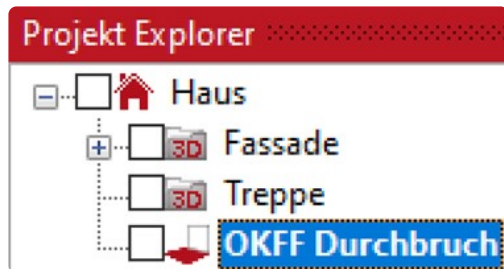 Projekt Explorer
Haus
3D Fassade
3D Treppe
OKFF Durchbruch